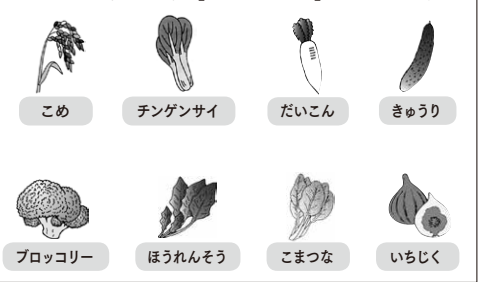 こめ
チンゲンサイ
だいこん
きゅうり
ブロッコリー
ほうれんそう
こまつな
いちじく